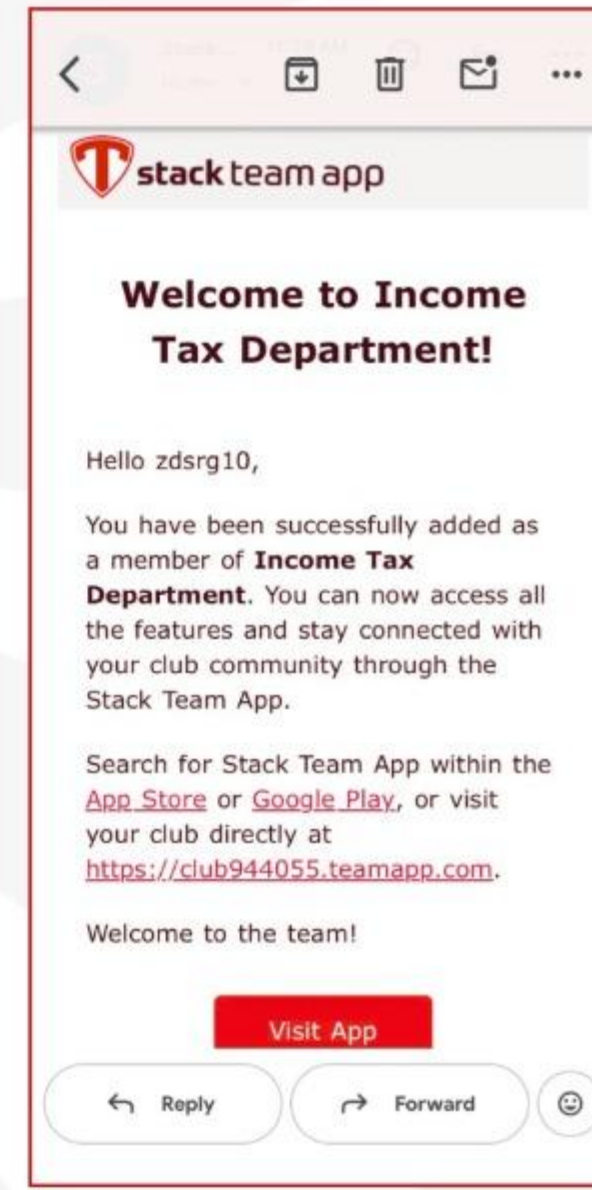 stack team app
Welcome to Income
Tax Department!
Hello zdsrg10,
You have been successfully added as
a member of Income Tax
Department. You can now access all
the features and stay connected with
your club community through the
Stack Team App.
Search for Stack Team App within the
App Store or Google Play, or visit
your club directly at
https://club944055.teamapp.com.
Welcome to the team!
Visit App
Reply
Forward